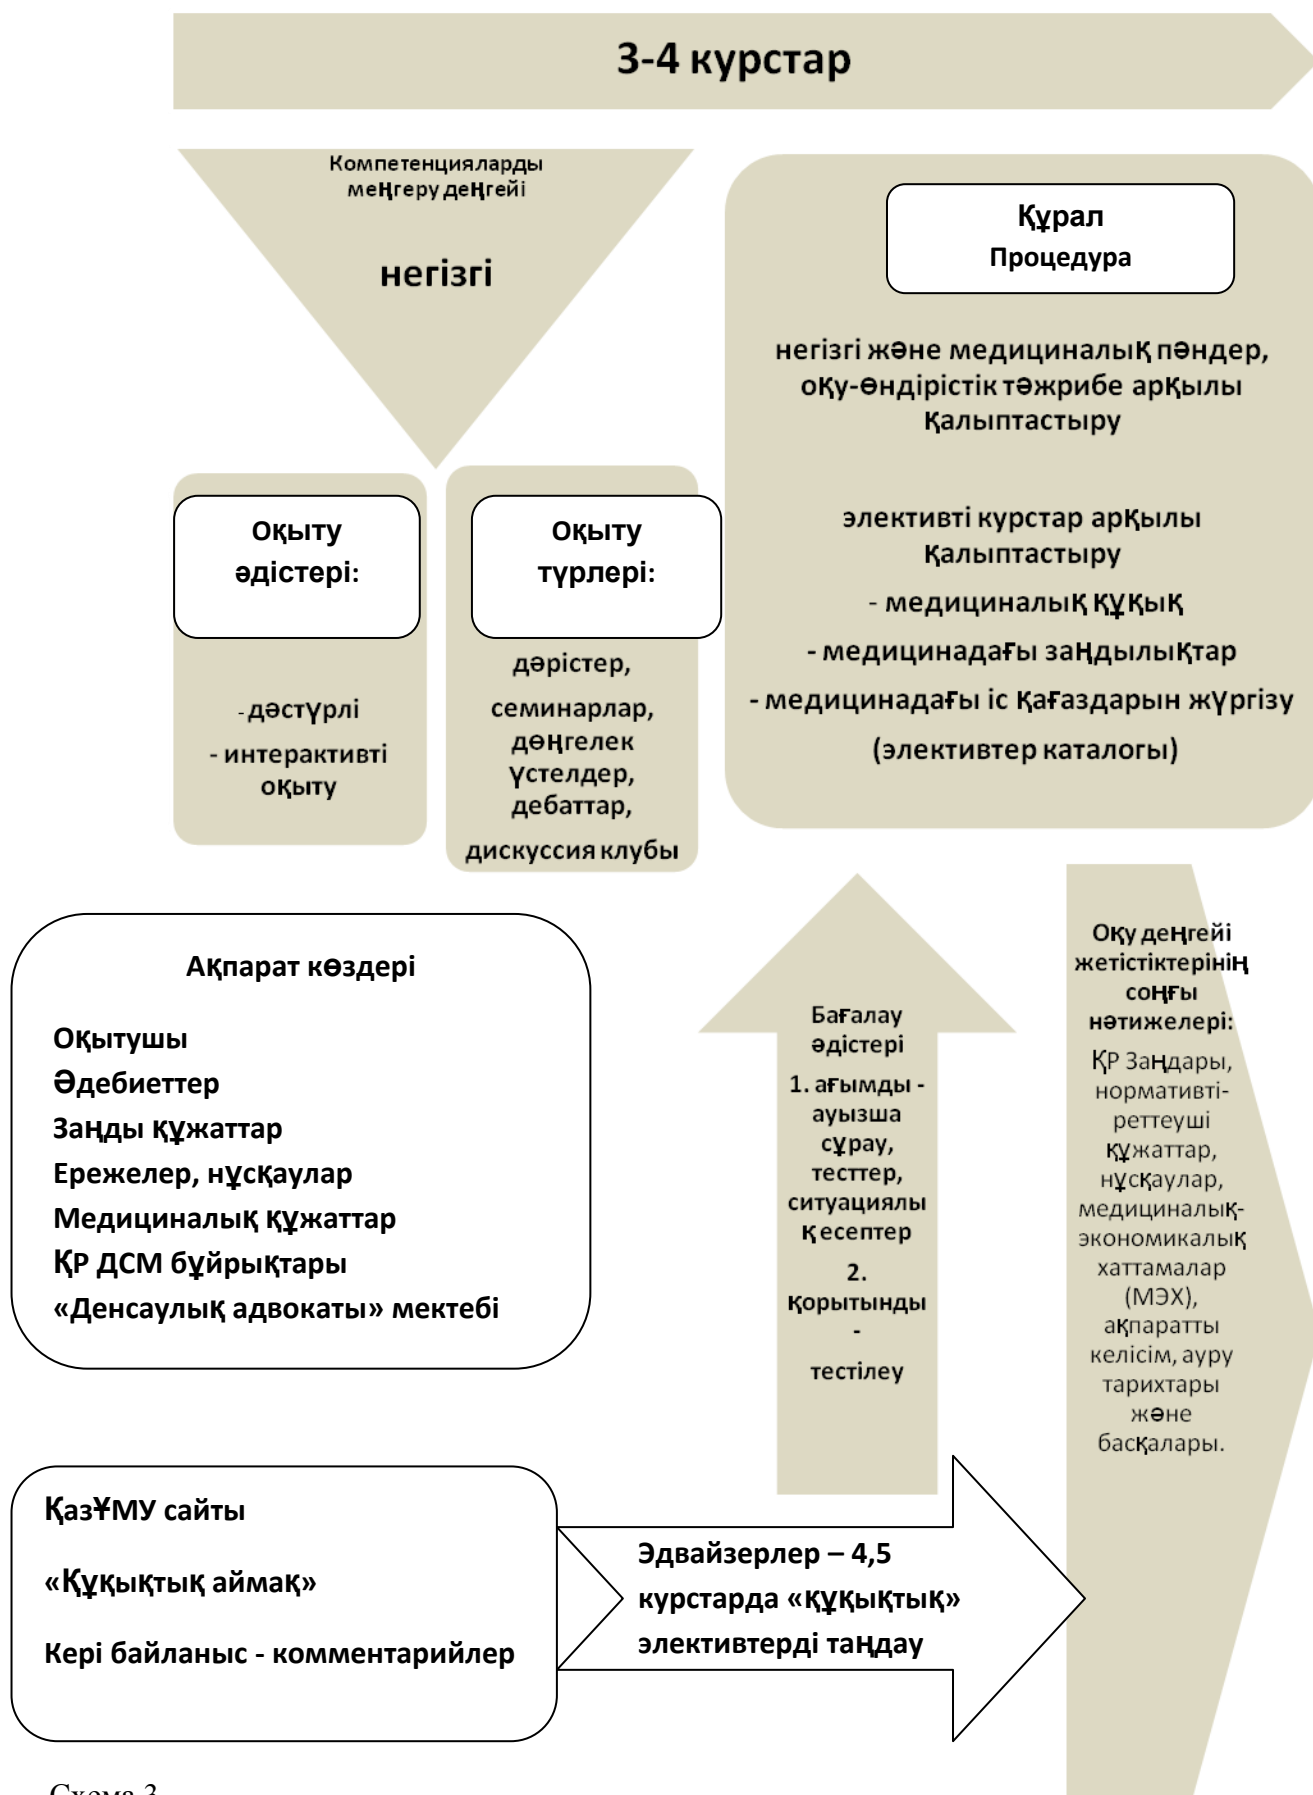 3-4 курстар
Компетенцияларды
меңгеру деңгейі
негізгі
Құрал
Процедура
негізгі және медициналық пәндер,
оқу-өндірістік тәжрибе арқылы
қалыптастыру
элективті курстар арқылы
қалыптастыру
- медициналық құқық
- медицинадағы заңдылықтар
- медицинадағы іс қағаздарын жүргізу
(элективтер каталогы)
Оқыту
әдістері:
- дәстүрлі
- интерактивті
оқыту
Оқыту
түрлері:
дәрістер,
семинарлар,
дөңгелек
үстелдер,
дебаттар,
дискуссия клубы
Ақпарат көздері
Оқытушы
Әдебиеттер
Заңды құжаттар
Ережелер, нұсқаулар
Медициналық құжаттар
ҚР ДСМ бұйрықтары
«Денсаулық адвокаты» мектебі
Бағалау
әдістері
1. ағымды -
ауызша
сұрау,
тесттер,
ситуациялы
қ есептер
2.
қорытынды
-
тестілеу
Оқу деңгейі
жетістіктерінің
соңғы
нәтижелері:
ҚР Заңдары,
нормативті-
реттеуші
құжаттар,
нұсқаулар,
медициналық-
экономикалық
хаттамалар
(МЭХ),
ақпаратты
келісім, ауру
тарихтары
және
басқалары.
ҚазҰМУ сайты
«Құқықтық аймақ»
Кері байланыс - комментарийлер
Эдвайзерлер – 4,5
курстарда «құқықтық»
элективтерді таңдау
Схема 3